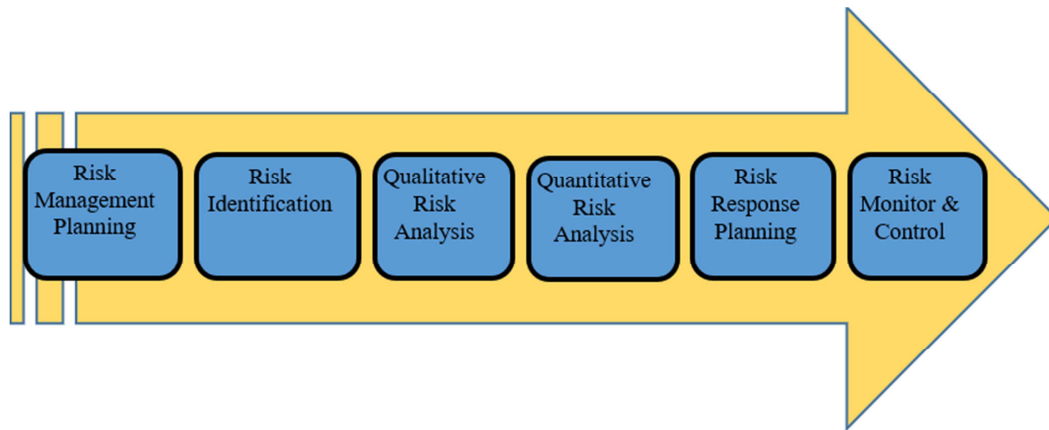 Risk
Management
Planning
Risk
Identification
Qualitative
Risk
Analysis
Quantitative
Risk
Analysis
Risk
Response
Planning
Risk
Monitor &
Control